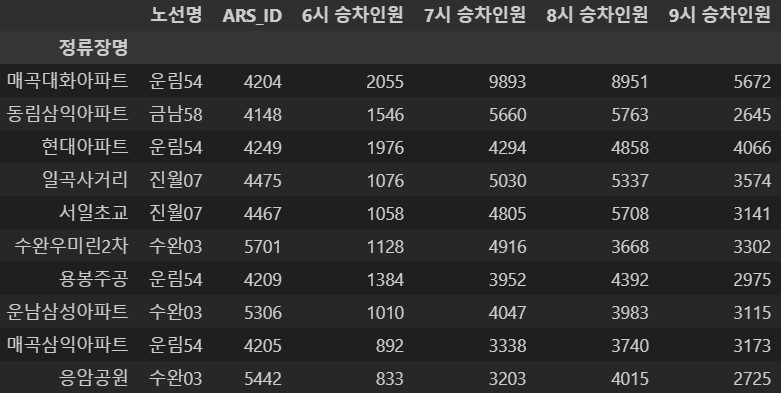 노선명 ARS_ID 6시 승차인원 7시 승차인원 8시 승차인원 9시 승차인원
정류장명
매곡대화아파트 운림54 4204 2055 9893 8951 5672
동림삼익아파트 금남58 4148 1546 5660 5763 2645
현대아파트 운림54 4249 1976 4294 4858 4066
일곡사거리 진월07 4475 1076 5030 5337 3574
서일초교 진월07 4467 1058 4805 5708 3141
수완우미린2차 수완03 5701 1128 4916 3668 3302
용봉주공 운림54 4209 1384 3952 4392 2975
운남삼성아파트 수완03 5306 1010 4047 3983 3115
매곡삼익아파트 운림54 4205 892 3338 3740 3173
응암공원 수완03 5442 833 3203 4015 2725